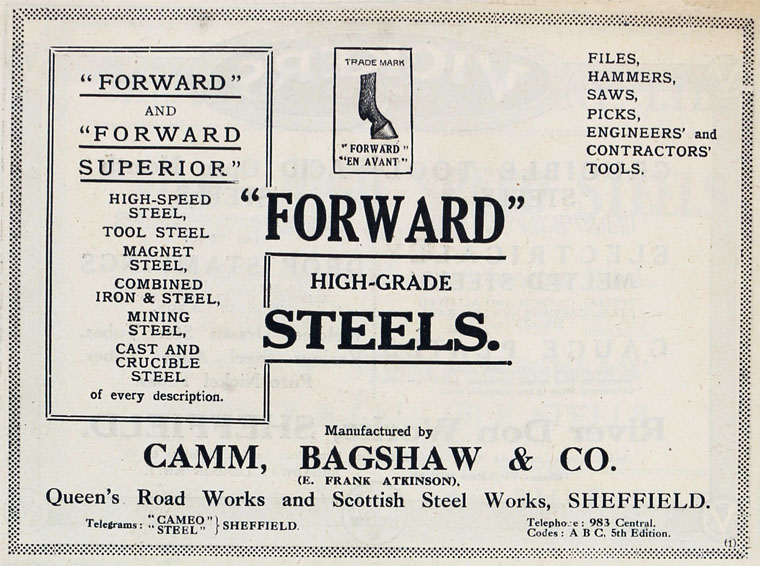 "FORWARD"
AND
"FORWARD
SUPERIOR"
HIGH-SPEED
STEEL,
TOOL STEEL
MAGNET
STEEL,
COMBINED
IRON & STEEL,
MINING
STEEL,
CAST AND
CRUCIBLE
STEEL
of every description.
TRADE MARK
"FORWARD"
"EN AVANT"
FILES,
HAMMERS,
SAWS,
PICKS,
ENGINEERS' and
CONTRACTORS'
TOOLS.
"FORWARD"
HIGH-GRADE
STEELS.
Manufactured by
CAMM, BAGSHAW & CO.
(E. FRANK ATKINSON),
Queen's Road Works and Scottish Steel Works, SHEFFIELD.
Telegrams: "CAMEO" STEEL" } SHEFFIELD.
Telephone: 983 Central.
Codes: A B C, 5th Edition.
(1)